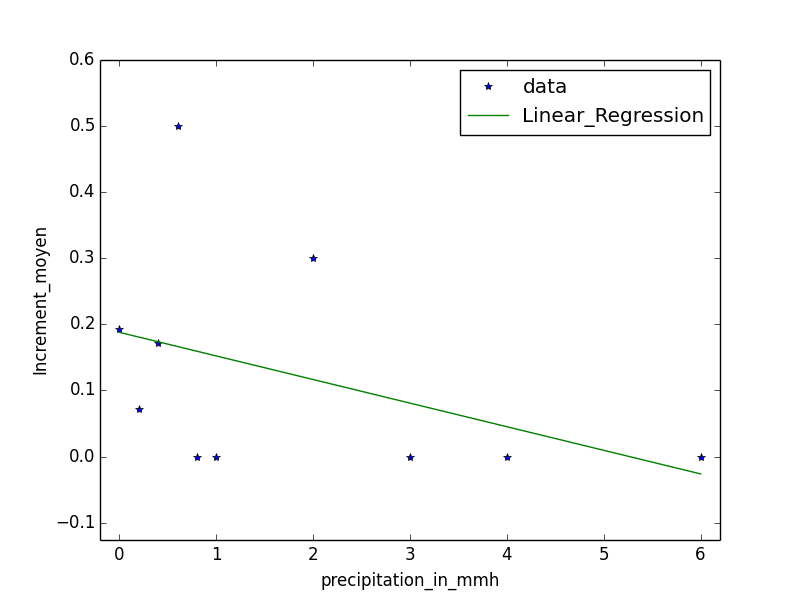 data
Linear_Regression
0.6
0.5
0.4
0.3
0.2
0.1
0.0
−0.1
Increment_moyen
0 1 2 3 4 5 6
precipitation_in_mmh